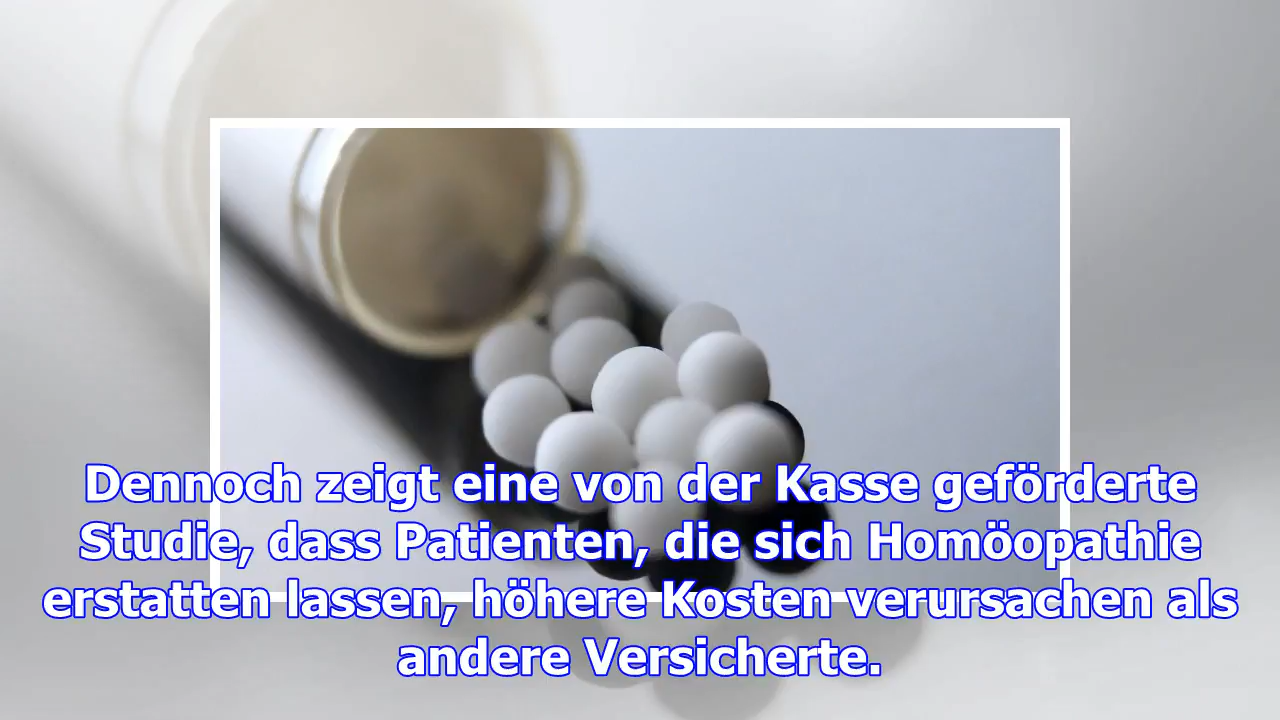 Dennoch zeigt eine von der Kasse geförderte
Studie, dass Patienten, die sich Homöopathie
erstatten lassen, höhere Kosten verursachen als
andere Versicherte.